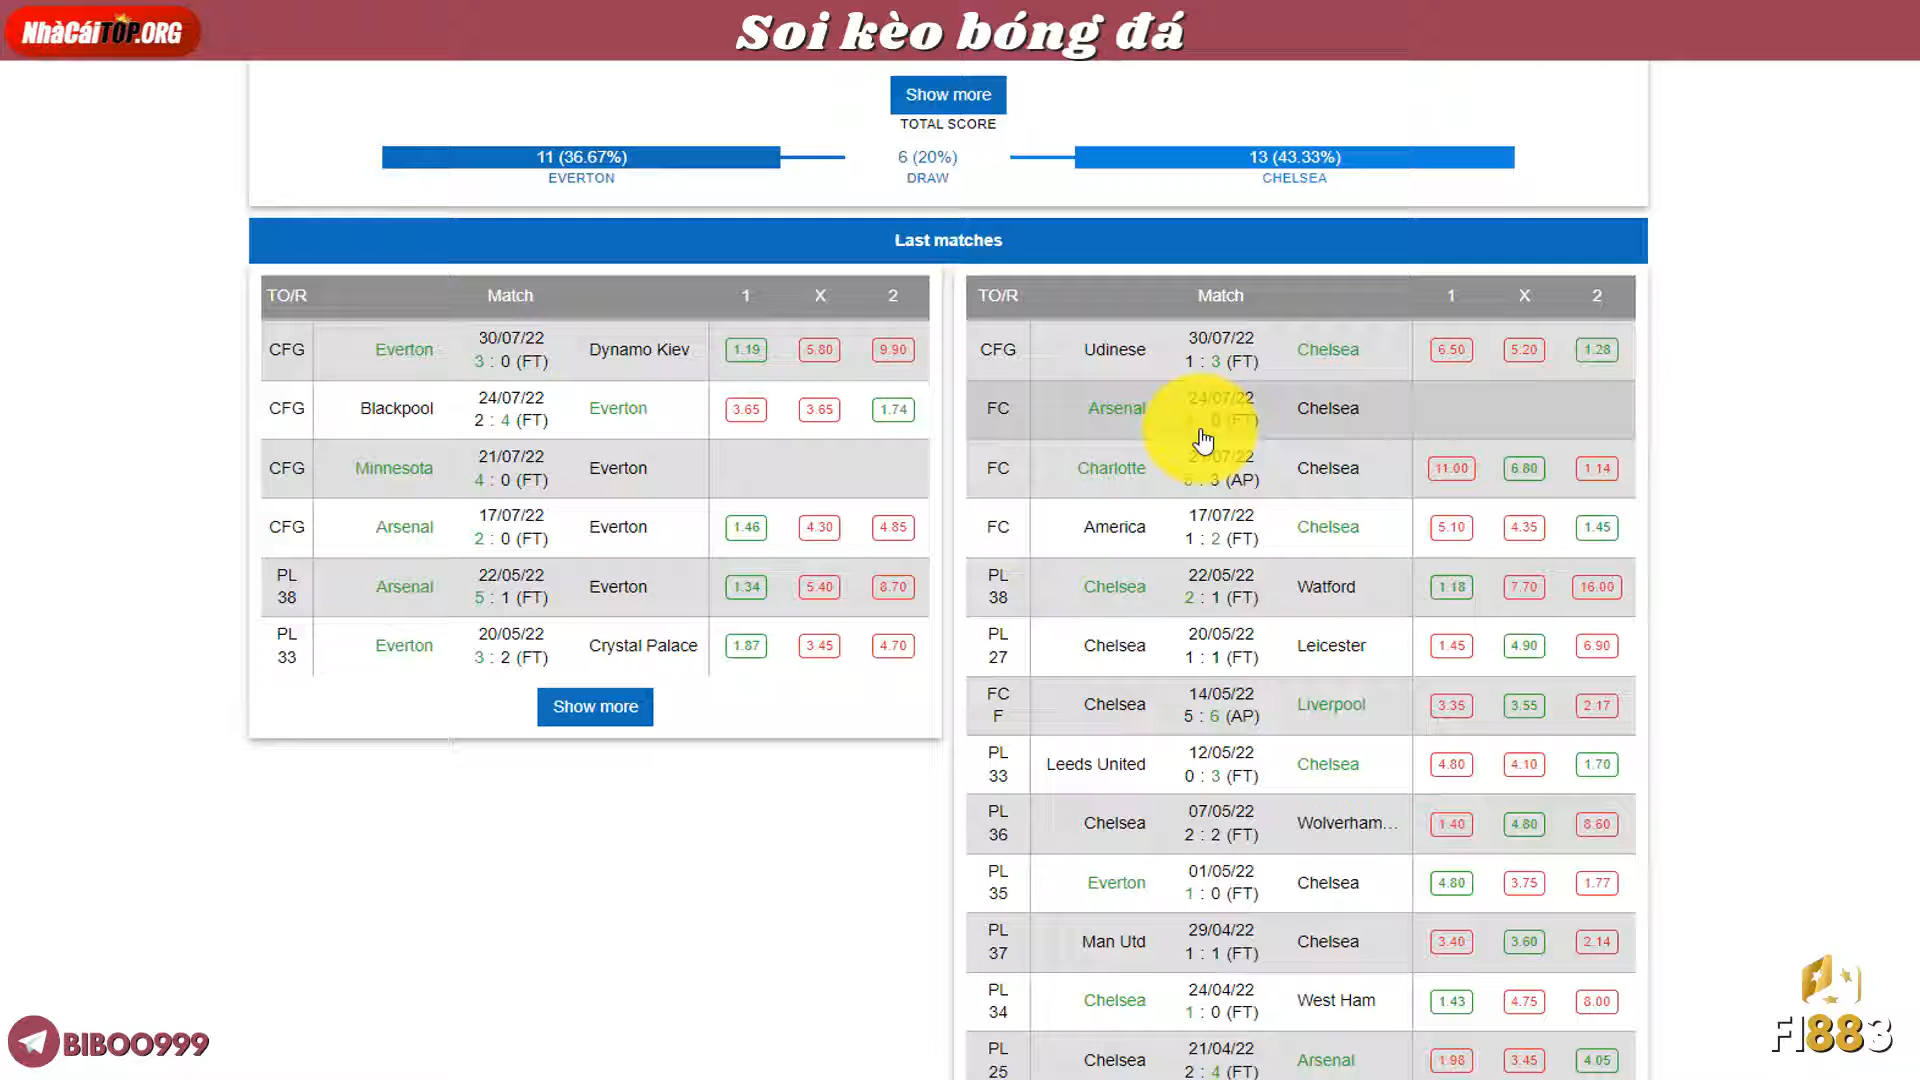 NhàCáiTOP.ORG
Soi kèo bóng đá
Show more
TOTAL SCORE
11 (36.67%)
EVERTON
6 (20%)
DRAW
13 (43.33%)
CHELSEA
Last matches
TO/R Match 1 X 2
CFG Everton 30/07/22 3 : 0 (FT) Dynamo Kiev 1.19 5.80 9.90
CFG Blackpool 24/07/22 2 : 4 (FT) Everton 3.65 3.65 1.74
CFG Minnesota 21/07/22 4 : 0 (FT) Everton
CFG Arsenal 17/07/22 2 : 0 (FT) Everton 1.46 4.30 4.85
PL 38 Arsenal 22/05/22 5 : 1 (FT) Everton 1.34 5.40 8.70
PL 33 Everton 20/05/22 3 : 2 (FT) Crystal Palace 1.87 3.45 4.70
Show more
TO/R Match 1 X 2
CFG Udinese 30/07/22 1 : 3 (FT) Chelsea 6.50 5.20 1.28
FC Arsenal 24/07/22 : 0 (FT) Chelsea
FC Charlotte : 3 (AP) Chelsea 11.00 6.80 1.14
FC America 17/07/22 1 : 2 (FT) Chelsea 5.10 4.35 1.45
PL 38 Chelsea 22/05/22 2 : 1 (FT) Watford 1.18 7.70 16.00
PL 27 Chelsea 20/05/22 1 : 1 (FT) Leicester 1.45 4.90 6.90
FC F Chelsea 14/05/22 5 : 6 (AP) Liverpool 3.35 3.55 2.17
PL 33 Leeds United 12/05/22 0 : 3 (FT) Chelsea 4.80 4.10 1.70
PL 36 Chelsea 07/05/22 2 : 2 (FT) Wolverham... 1.40 4.80 8.60
PL 35 Everton 01/05/22 1 : 0 (FT) Chelsea 4.80 3.75 1.77
PL 37 Man Utd 29/04/22 1 : 1 (FT) Chelsea 3.40 3.60 2.14
PL 34 Chelsea 24/04/22 1 : 0 (FT) West Ham 1.43 4.75 8.00
PL 25 Chelsea 21/04/22 2 : 4 (FT) Arsenal 1.98 3.45 4.05
BIBOO999
FI883